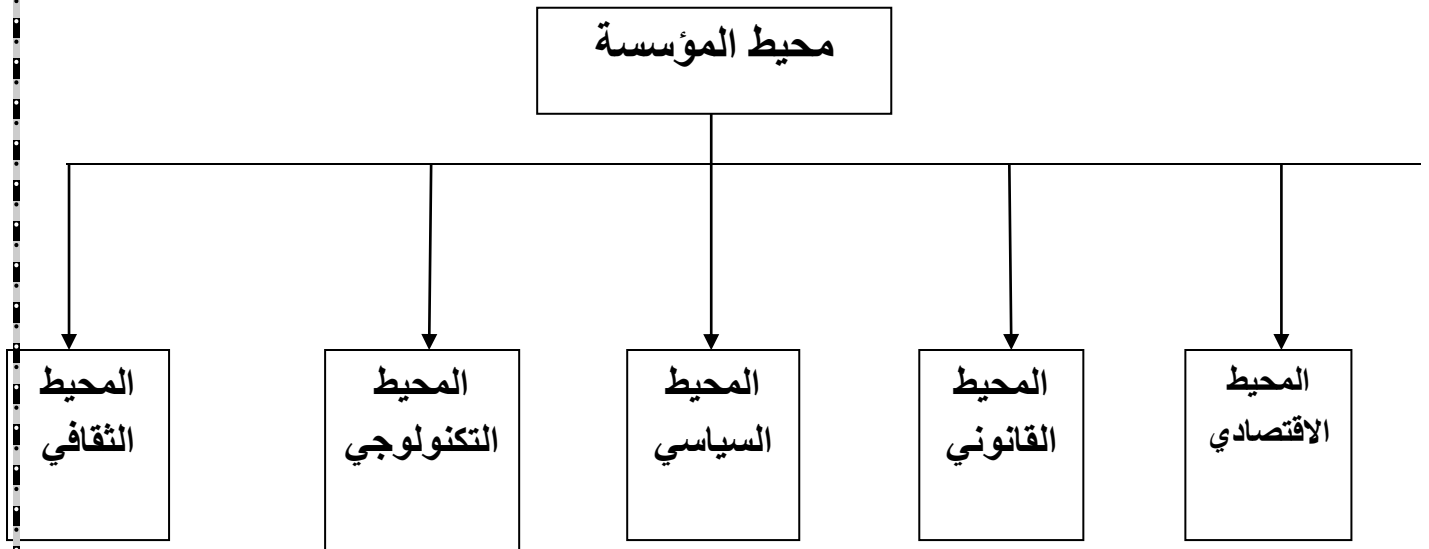 محيط المؤسسة
المحيط
الاقتصادي
المحيط
القانوني
المحيط
السياسي
المحيط
التكنولوجي
المحيط
الثقافي